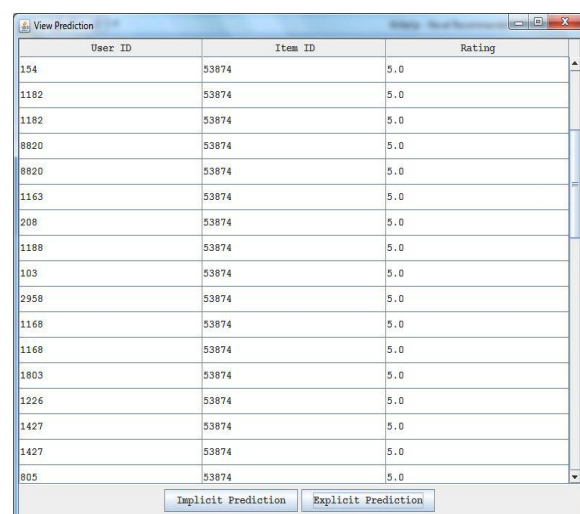 View Prediction
User ID Item ID Rating
154 53874 5.0
1182 53874 5.0
1182 53874 5.0
8820 53874 5.0
8820 53874 5.0
1163 53874 5.0
208 53874 5.0
1188 53874 5.0
103 53874 5.0
2958 53874 5.0
1168 53874 5.0
1168 53874 5.0
1803 53874 5.0
1226 53874 5.0
1427 53874 5.0
1427 53874 5.0
805 53874 5.0
Implicit Prediction Explicit Prediction